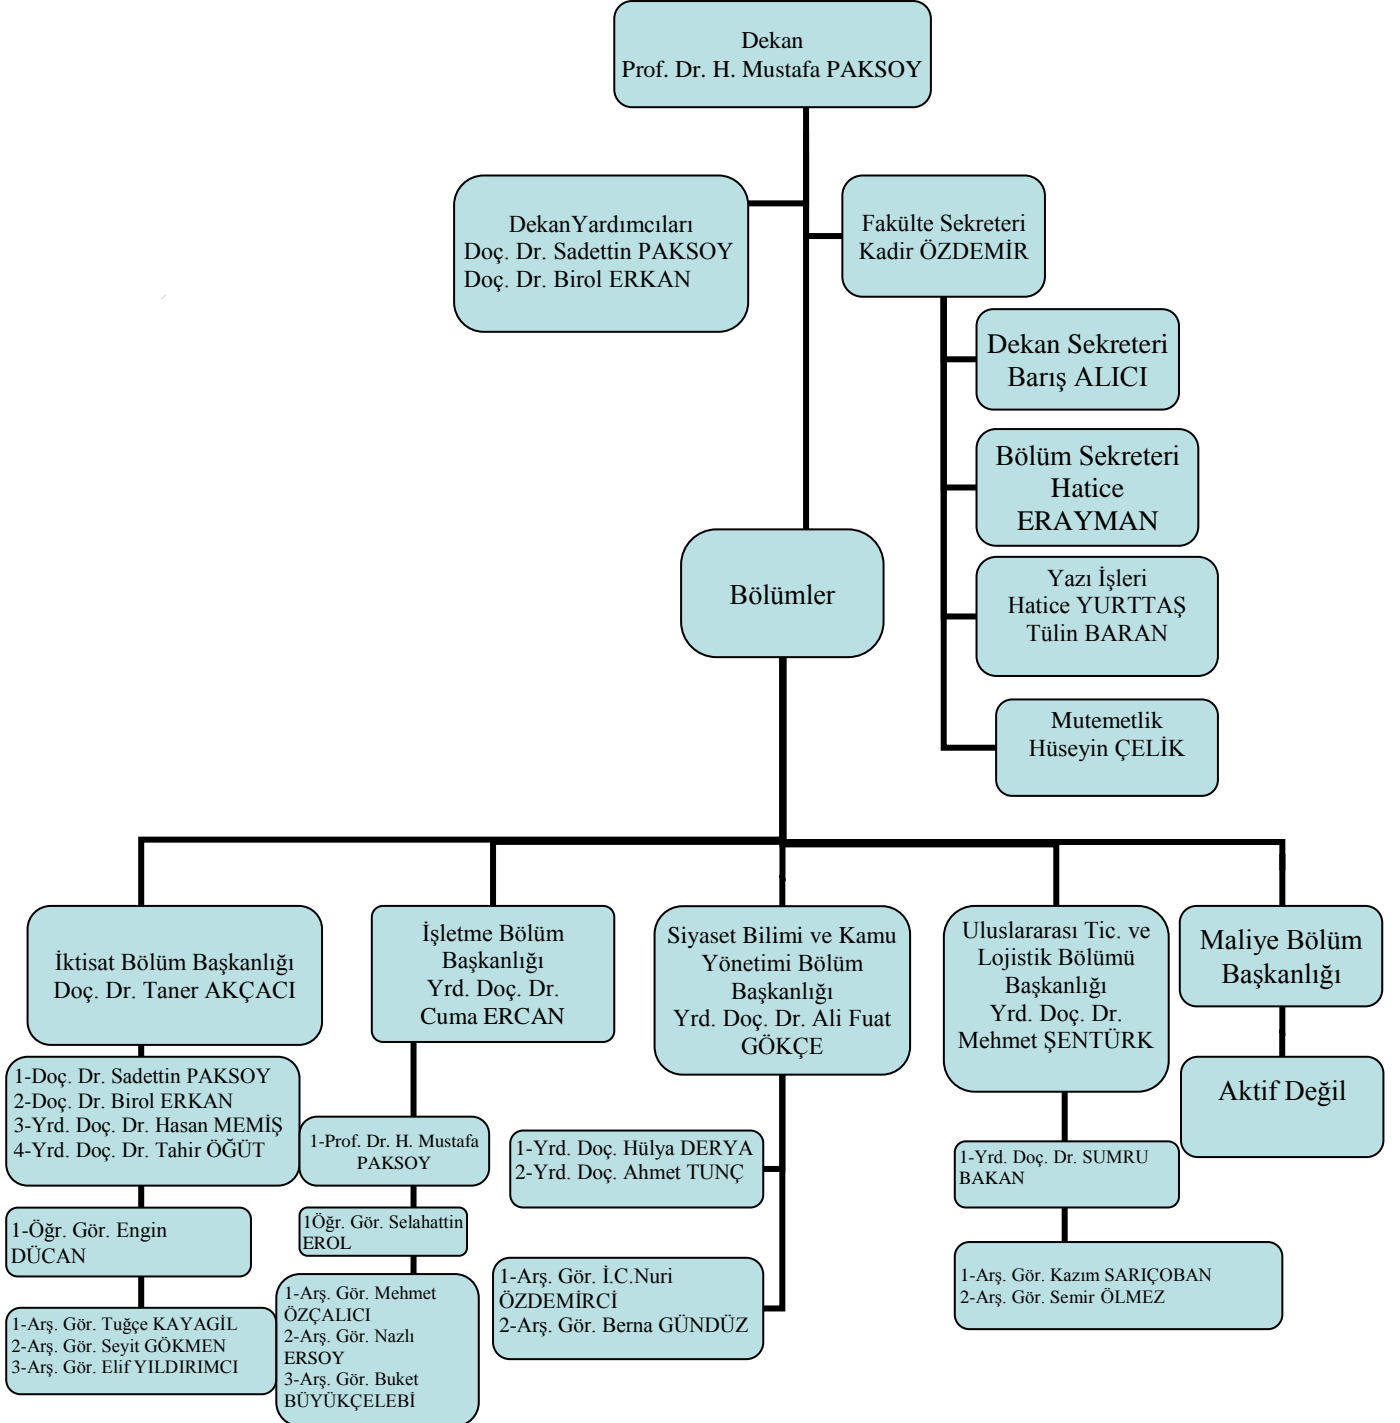 Dekan
Prof. Dr. H. Mustafa PAKSOY
DekanYardımcıları
Doç. Dr. Sadettin PAKSOY
Doç. Dr. Birol ERKAN
Fakülte Sekreteri
Kadir ÖZDEMİR
Dekan Sekreteri
Barış ALICI
Bölüm Sekreteri
Hatice
ERAYMAN
Yazı İşleri
Hatice YURTTAŞ
Tülin BARAN
Mutemetlik
Hüseyin ÇELİK
Bölümler
İktisat Bölüm Başkanlığı
Doç. Dr. Taner AKÇACI
1-Doç. Dr. Sadettin PAKSOY
2-Doç. Dr. Birol ERKAN
3-Yrd. Doç. Dr. Hasan MEMİŞ
4-Yrd. Doç. Dr. Tahir ÖĞÜT
1-Öğr. Gör. Engin
DÜCAN
1-Arş. Gör. Tuğçe KAYAGİL
2-Arş. Gör. Seyit GÖKMEN
3-Arş. Gör. Elif YILDIRIMCI
İşletme Bölüm
Başkanlığı
Yrd. Doç. Dr.
Cuma ERCAN
1-Prof. Dr. H. Mustafa
PAKSOY
1Öğr. Gör. Selahattin
EROL
1-Arş. Gör. Mehmet
ÖZÇALICI
2-Arş. Gör. Nazlı
ERSOY
3-Arş. Gör. Buket
BÜYÜKÇELEBİ
Siyaset Bilimi ve Kamu
Yönetimi Bölüm
Başkanlığı
Yrd. Doç. Dr. Ali Fuat
GÖKÇE
1-Yrd. Doç. Hülya DERYA
2-Yrd. Doç. Ahmet TUNÇ
1-Arş. Gör. İ.C.Nuri
ÖZDEMİRCİ
2-Arş. Gör. Berna GÜNDÜZ
Uluslararası Tic. ve
Lojistik Bölümü
Başkanlığı
Yrd. Doç. Dr.
Mehmet ŞENTÜRK
1-Yrd. Doç. Dr. SUMRU
BAKAN
1-Arş. Gör. Kazım SARIÇOBAN
2-Arş. Gör. Semir ÖLMEZ
Maliye Bölüm
Başkanlığı
Aktif Değil